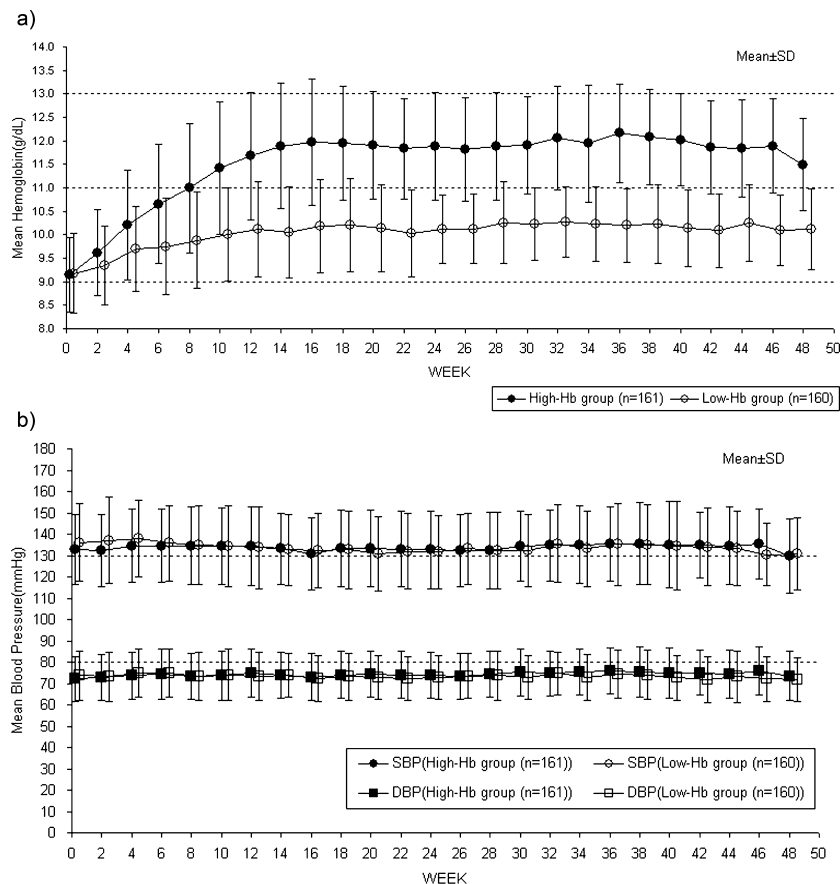 a)
Mean±SD
Mean Hemoglobin(g/dL)
14.0
13.5
13.0
12.5
12.0
11.5
11.0
10.5
10.0
9.5
9.0
8.5
8.0
0 2 4 6 8 10 12 14 16 18 20 22 24 26 28 30 32 34 36 38 40 42 44 46 48 50
WEEK
High-Hb group (n=161) Low-Hb group (n=160)
b)
Mean±SD
Mean Blood Pressure(mmHg)
180
170
160
150
140
130
120
110
100
90
80
70
60
50
40
30
20
10
0
SBP(High-Hb group (n=161)) SBP(Low-Hb group (n=160))
DBP(High-Hb group (n=161)) DBP(Low-Hb group (n=160))
0 2 4 6 8 10 12 14 16 18 20 22 24 26 28 30 32 34 36 38 40 42 44 46 48 50
WEEK